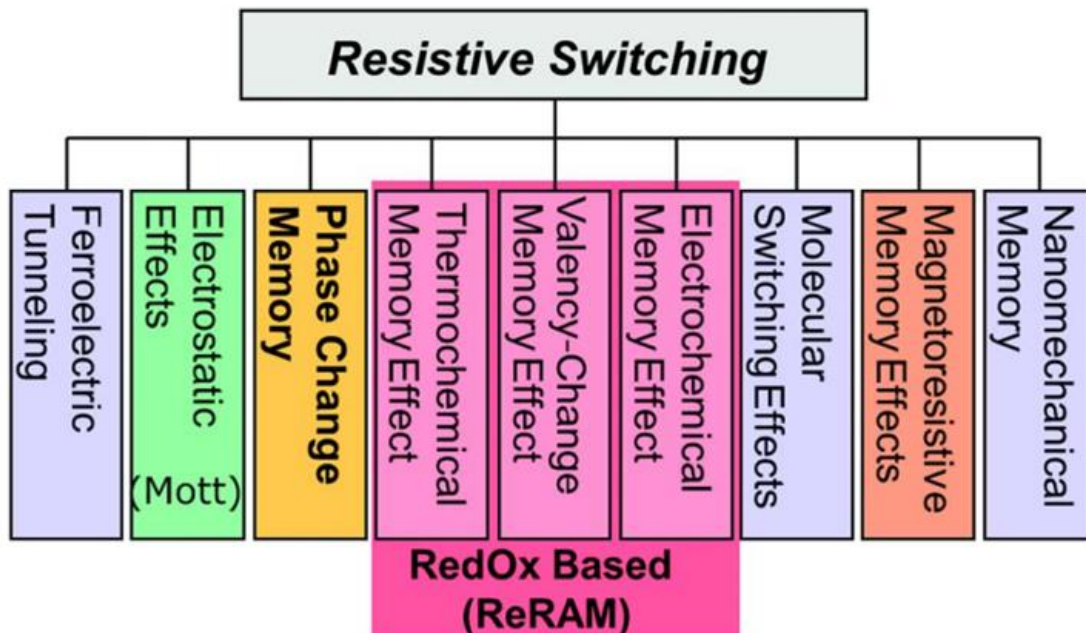 Resistive Switching
Ferroelectric
Tunneling
Electrostatic
Effects
(Mott)
Phase Change
Memory
Thermochemical
Memory Effect
Valency-Change
Memory Effect
Electrochemical
Memory Effect
Molecular
Switching Effects
Magnetoresistive
Memory Effects
Nanomechanical
Memory
RedOx Based
(ReRAM)